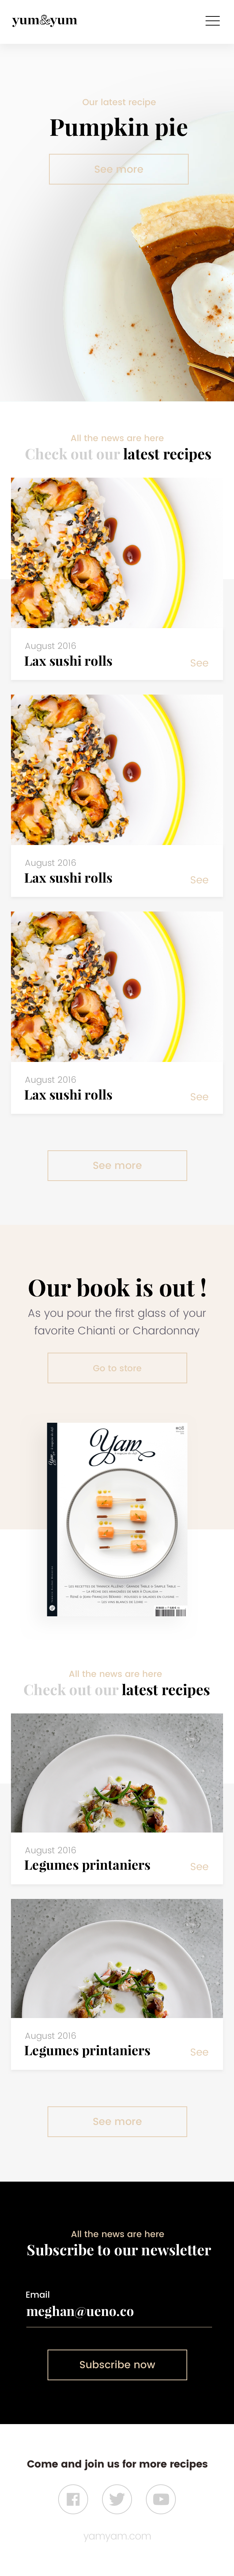 yum&yum
Our latest recipe
Pumpkin pie
See more
All the news are here
Check out our latest recipes
August 2016
Lax sushi rolls
See
August 2016
Lax sushi rolls
See
August 2016
Lax sushi rolls
See
See more
Our book is out !
As you pour the first glass of your
favorite Chianti or Chardonnay
Go to store
Yam
All the news are here
Check out our latest recipes
August 2016
Legumes printaniers
See
August 2016
Legumes printaniers
See
See more
All the news are here
Subscribe to our newsletter
Email
meghan@ueno.co
Subscribe now
Come and join us for more recipes
yamyam.com